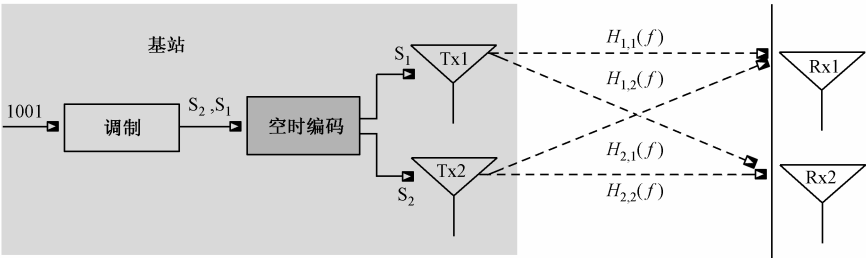 基站
1001
调制
S₂ ,S₁
空时编码
S₁
Tx1
S₂
Tx2
H₁,₁(f)
H₁,₂(f)
H₂,₁(f)
H₂,₂(f)
Rx1
Rx2